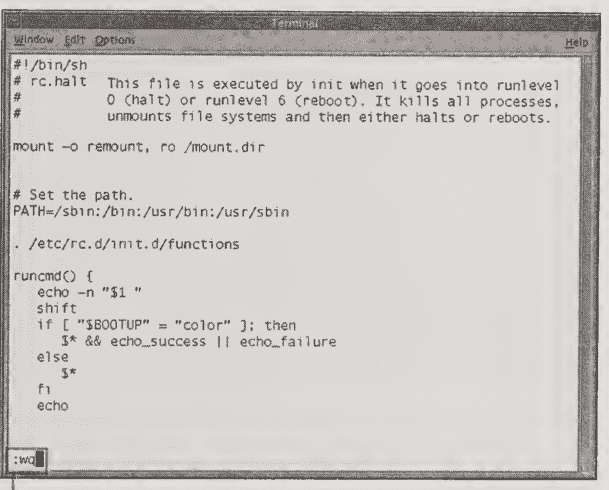 Terminal
Window Edit Options Help
#!/bin/sh
# rc.halt This file is executed by init when it goes into runlevel
# 0 (halt) or runlevel 6 (reboot). It kills all processes,
# unmounts file systems and then either halts or reboots.
mount -o remount, ro /mount.dir
# Set the path.
PATH=/sbin:/bin:/usr/bin:/usr/sbin
. /etc/rc.d/init.d/functions
runcmd() {
echo -n "$1 "
shift
if [ "$BOOTUP" = "color" ]; then
$* && echo_success || echo_failure
else
$*
fi
echo
:wq